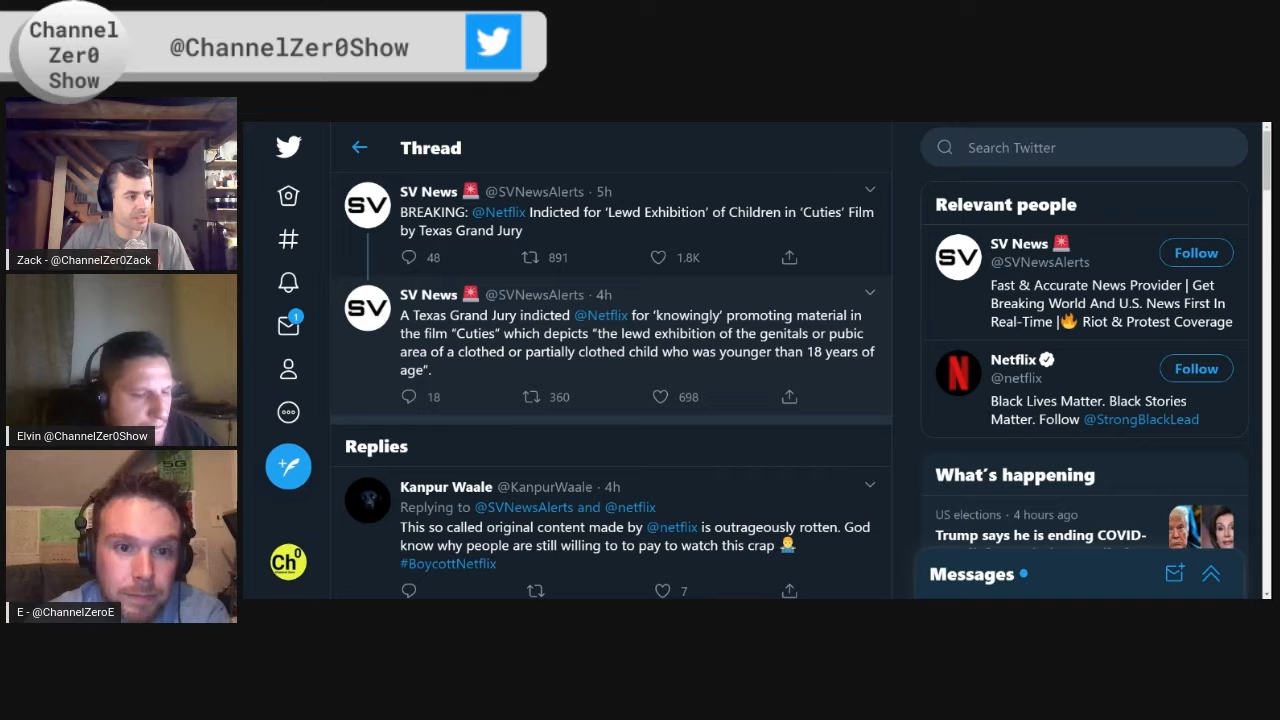 Channel
Zer0
Show
@ChannelZer0Show
Zack - @ChannelZer0Zack
Elvin @ChannelZer0Show
5G
E - @ChannelZeroE
Ch0
Thread
SV
SV News 🚨 @SVNewsAlerts · 5h
BREAKING: @Netflix Indicted for ‘Lewd Exhibition’ of Children in ‘Cuties’ Film
by Texas Grand Jury
48 891 1.8K
SV
SV News 🚨 @SVNewsAlerts · 4h
A Texas Grand Jury indicted @Netflix for ‘knowingly’ promoting material in
the film “Cuties” which depicts “the lewd exhibition of the genitals or pubic
area of a clothed or partially clothed child who was younger than 18 years of
age”.
18 360 698
Replies
Kanpur Waale @KanpurWaale · 4h
Replying to @SVNewsAlerts and @netflix
This so called original content made by @netflix is outrageously rotten. God
know why people are still willing to to pay to watch this crap 🤷‍♂️
#BoycottNetflix
7
1
Search Twitter
Relevant people
SV
SV News 🚨
@SVNewsAlerts
Follow
Fast & Accurate News Provider | Get
Breaking World And U.S. News First In
Real-Time |🔥 Riot & Protest Coverage
N
Netflix
@netflix
Follow
Black Lives Matter. Black Stories
Matter. Follow @StrongBlackLead
What’s happening
US elections · 4 hours ago
Trump says he is ending COVID-
Messages